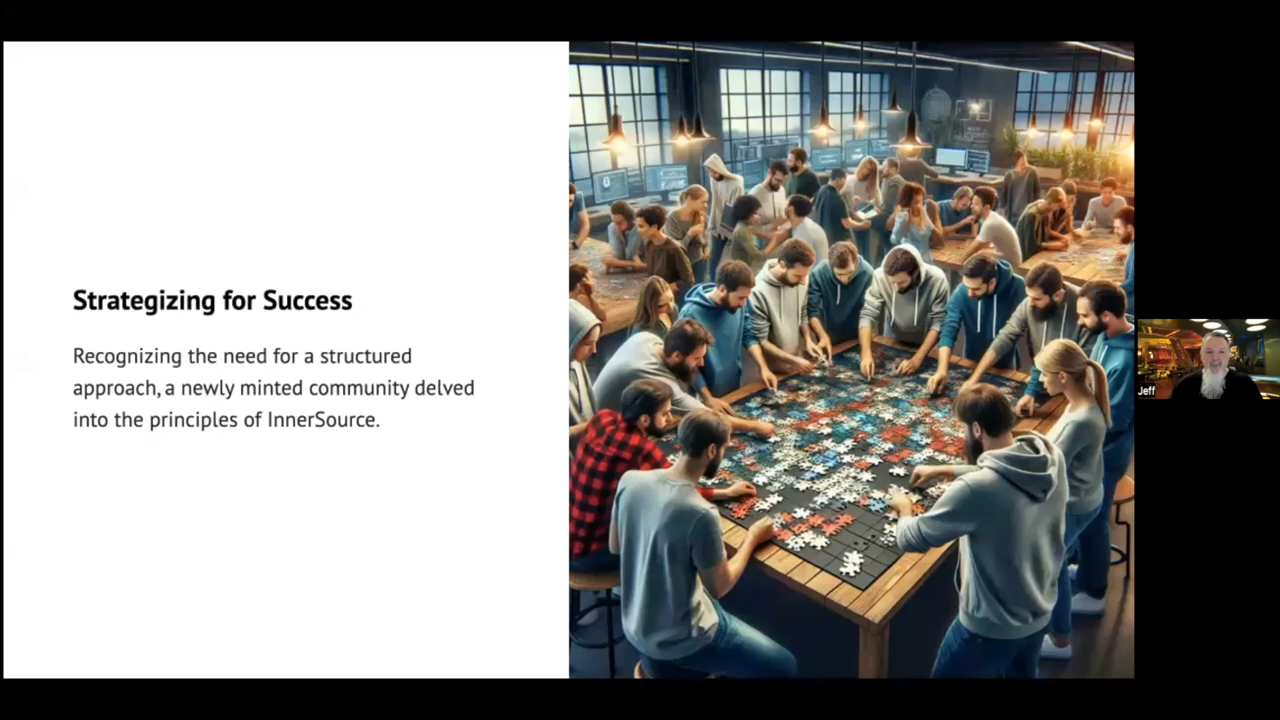 Strategizing for Success
Recognizing the need for a structured
approach, a newly minted community delved
into the principles of InnerSource.
Jeff